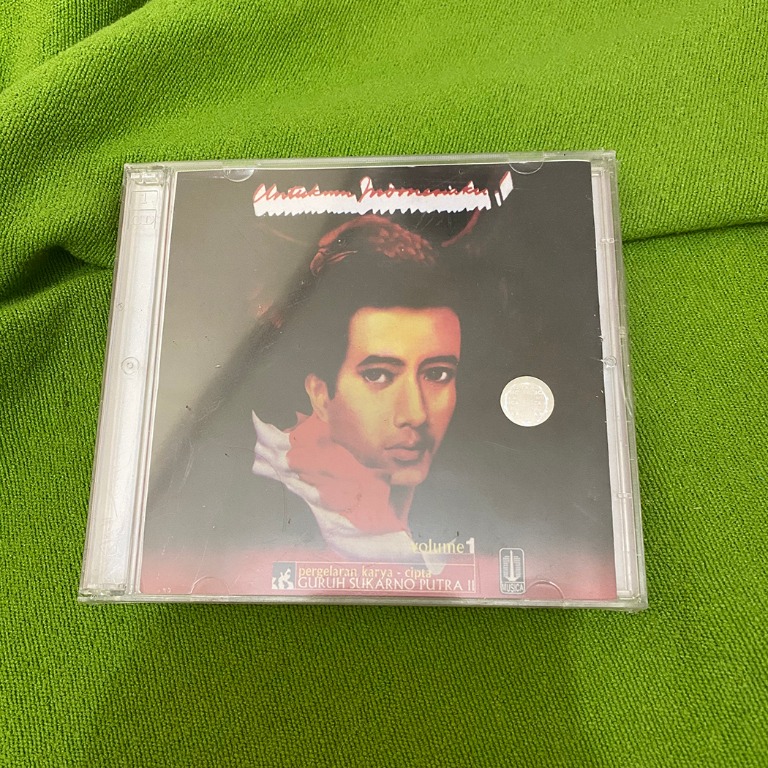 Untukmu Indonesiaku !!
volume 1
pergelaran karya - cipta
GURUH SUKARNO PUTRA II
MUSICA